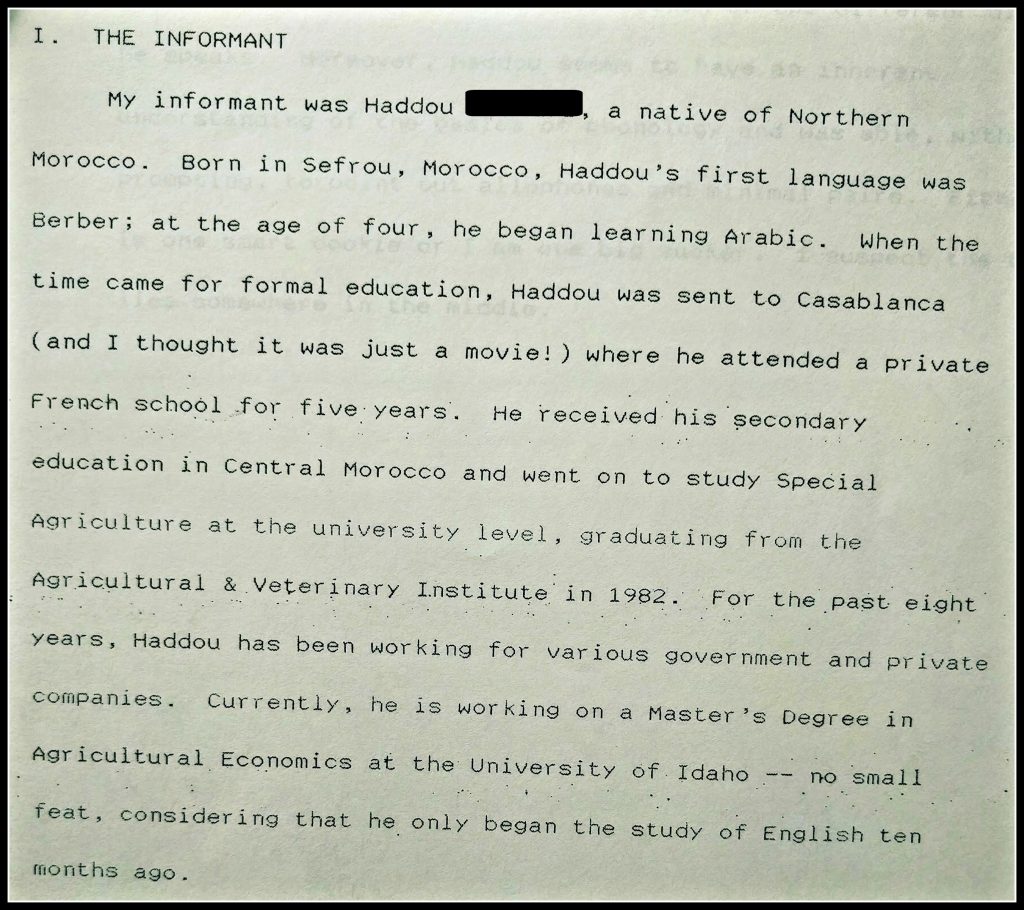 I. THE INFORMANT
My informant was Haddou , a native of Northern
Morocco. Born in Sefrou, Morocco, Haddou's first language was
Berber; at the age of four, he began learning Arabic. When the
time came for formal education, Haddou was sent to Casablanca
(and I thought it was just a movie!) where he attended a private
French school for five years. He received his secondary
education in Central Morocco and went on to study Special
Agriculture at the university level, graduating from the
Agricultural & Veterinary Institute in 1982. For the past eight
years, Haddou has been working for various government and private
companies. Currently, he is working on a Master's Degree in
Agricultural Economics at the University of Idaho -- no small
feat, considering that he only began the study of English ten
months ago.